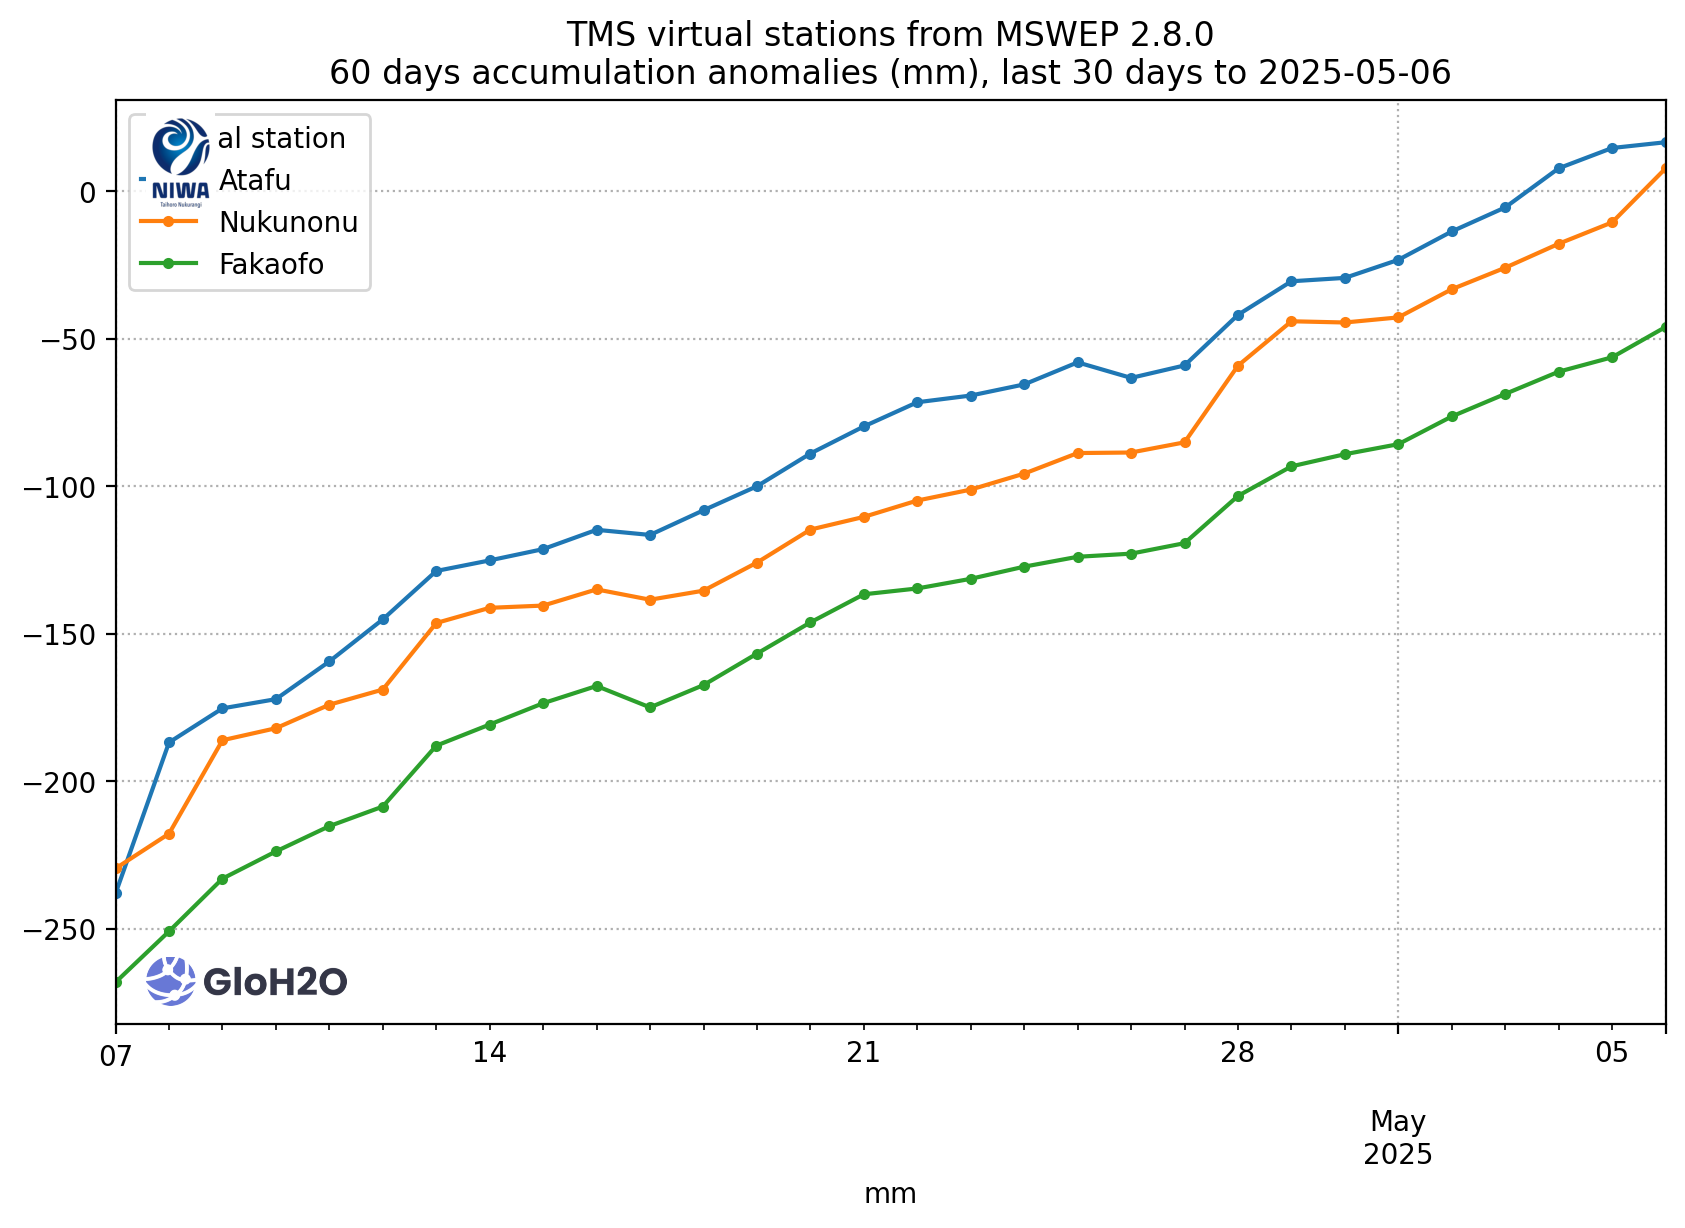 TMS virtual stations from MSWEP 2.8.0
60 days accumulation anomalies (mm), last 30 days to 2025-05-06
al station
Atafu
Nukunonu
Fakaofo
NIWA
Taihoro Nukurangi
0
−50
−100
−150
−200
−250
GloH2O
07
14
21
28
05
May
2025
mm